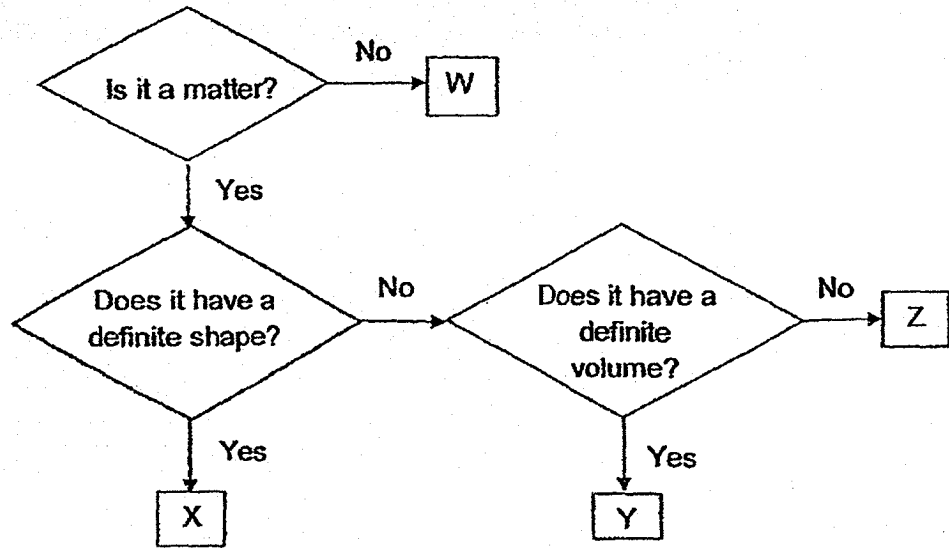 No
Is it a matter?
W
Yes
Does it have a
definite shape?
No
Does it have a
definite
volume?
No
Z
Yes
X
Yes
Y